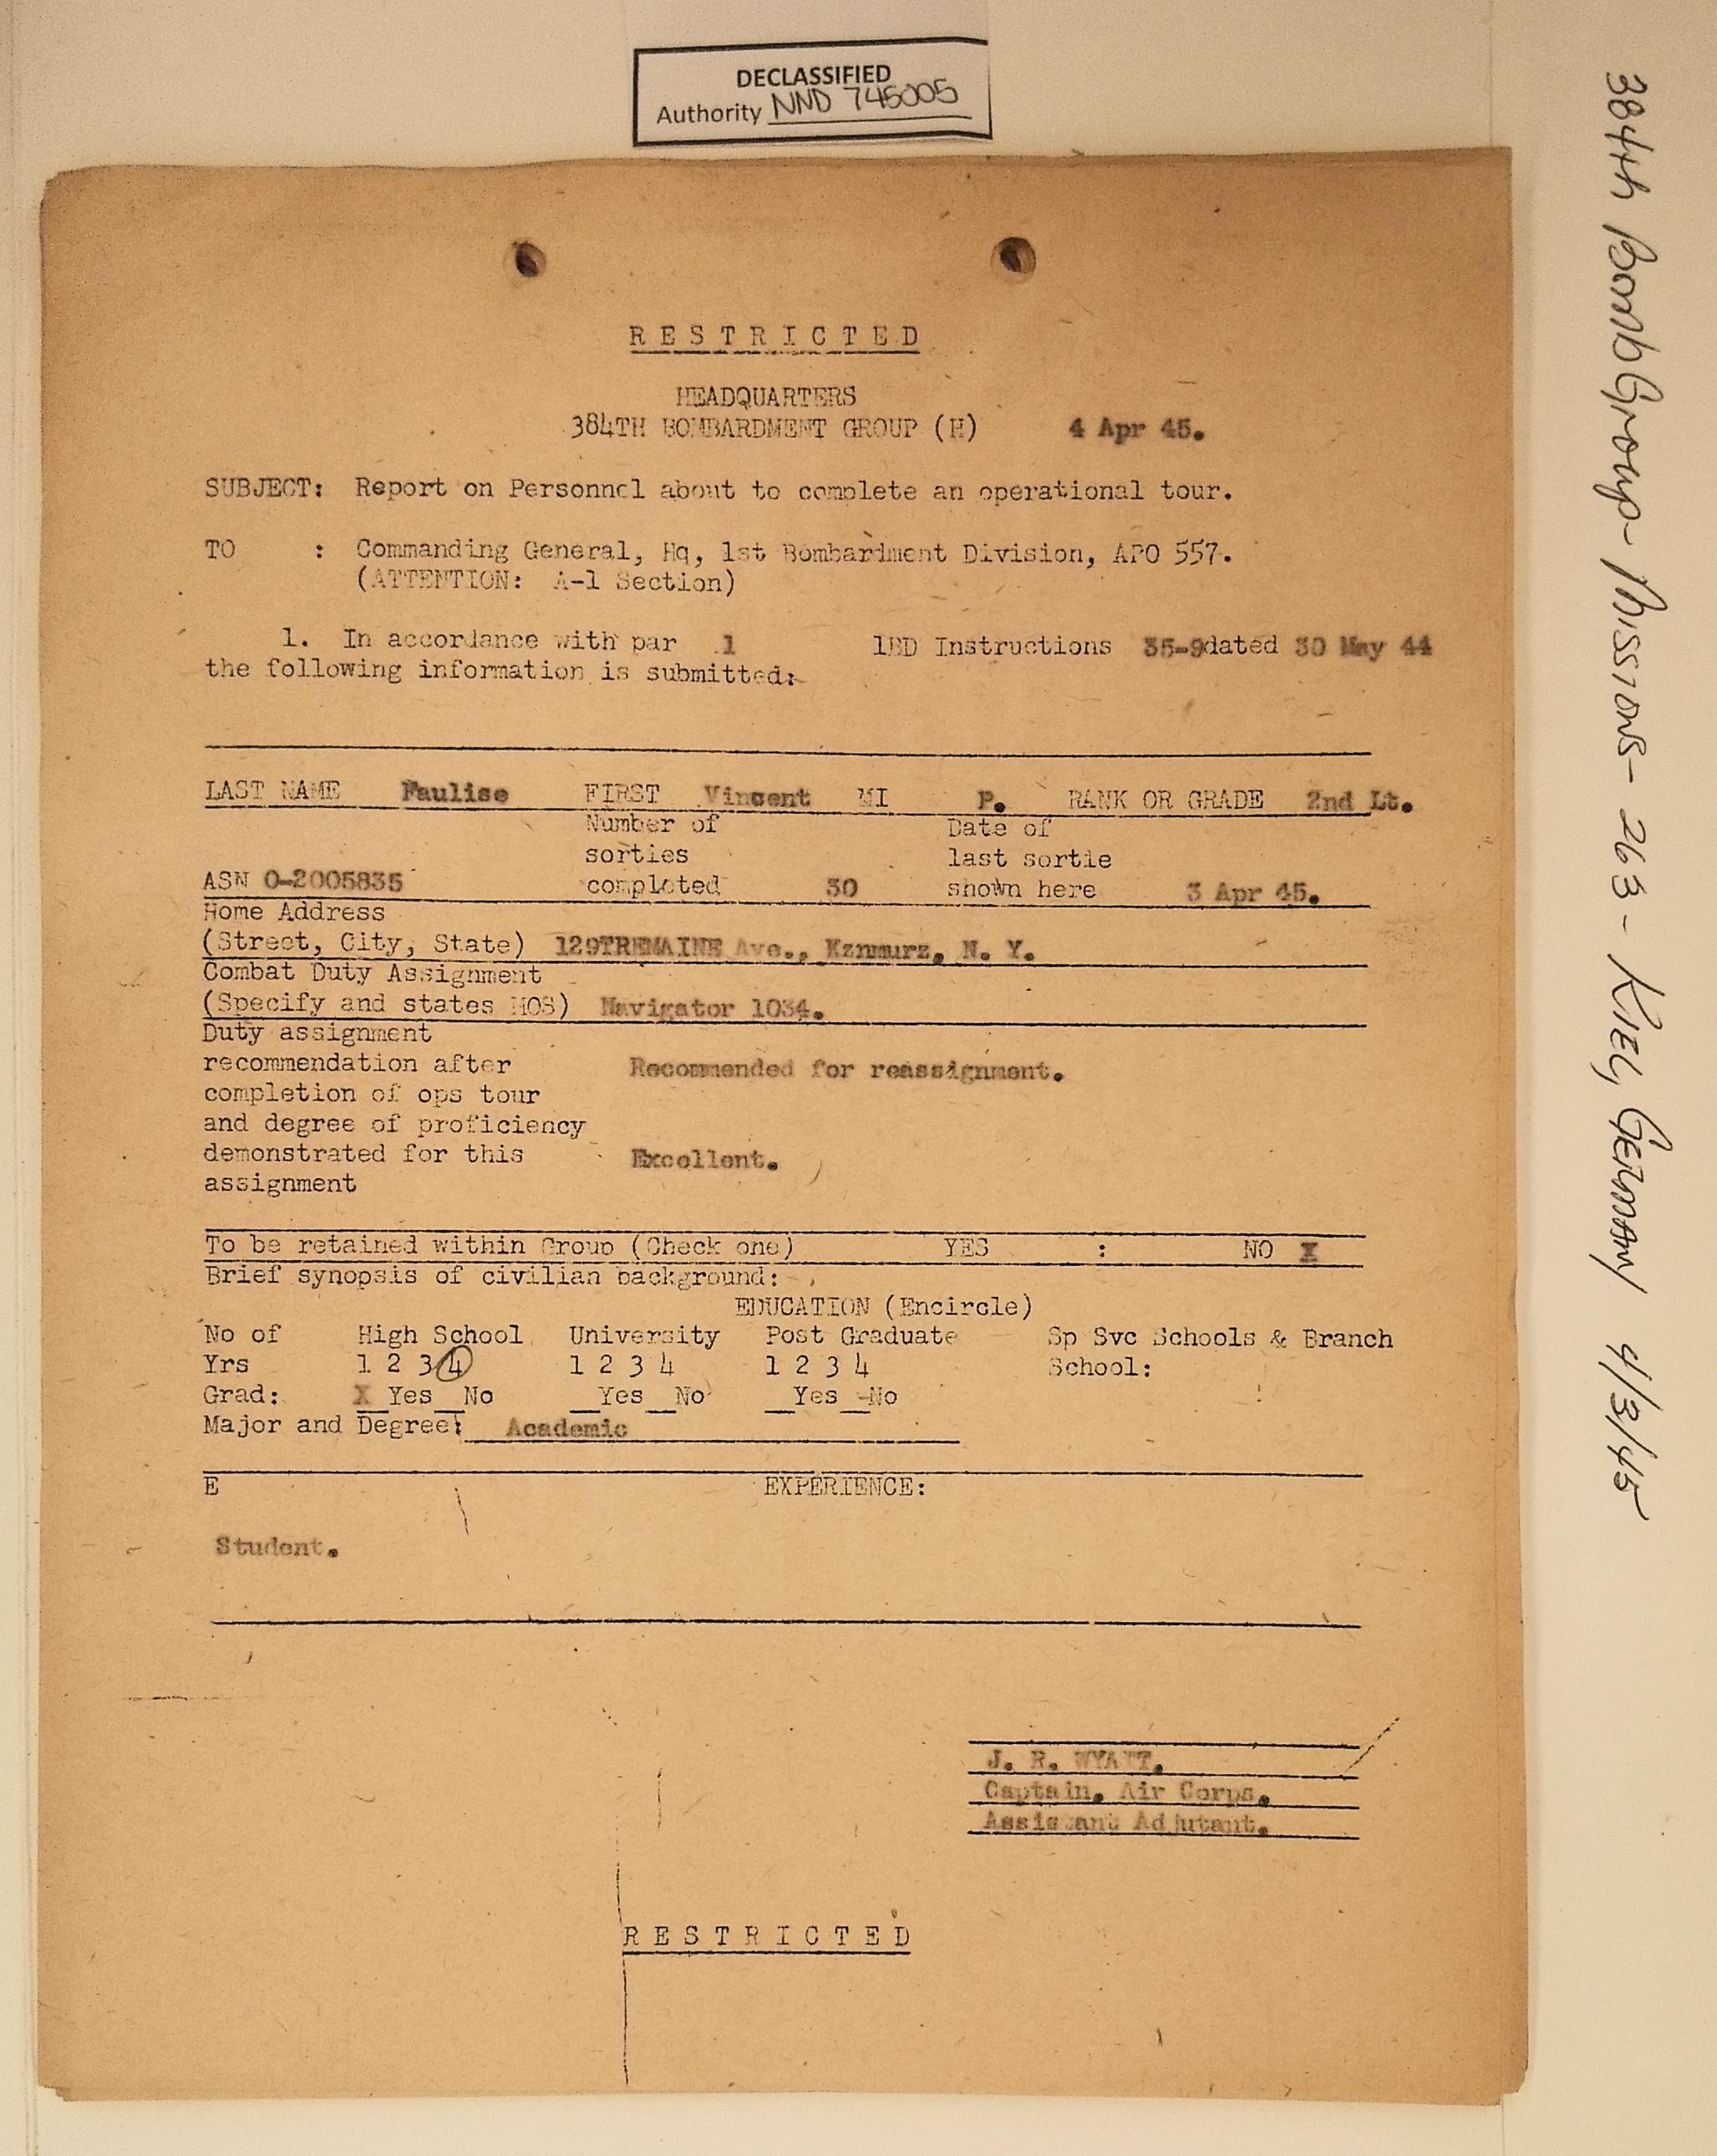 DECLASSIFIED
Authority NND 745005
R E S T R I C T E D
HEADQUARTERS
384TH BOMBARDMENT GROUP (H) 4 Apr 45.
SUBJECT: Report on Personnel about to complete an operational tour.
TO : Commanding General, Hq, 1st Bombardment Division, APO 557.
(ATTENTION: A-1 Section)
1. In accordance with par 1 1BD Instructions 35-9dated 30 May 44
the following information is submitted:
LAST NAME Faulise FIRST Vincent MI P. RANK OR GRADE 2nd Lt.
Number of Date of
sorties last sortie
ASN O-2005835 completed 30 shown here 3 Apr 45.
Home Address
(Street, City, State) 129TREMAINE Ave., Kznmurz, N. Y.
Combat Duty Assignment
(Specify and states MOS) Navigator 1034.
Duty assignment
recommendation after Recommended for reassignment.
completion of ops tour
and degree of proficiency
demonstrated for this Excellent.
assignment
To be retained within Group (Check one) YES : NO X
Brief synopsis of civilian background:
EDUCATION (Encircle)
No of High School University Post Graduate Sp Svc Schools & Branch
Yrs 1 2 3 4 1 2 3 4 1 2 3 4 School:
Grad: X Yes No Yes No Yes No
Major and Degree: Academic
E EXPERIENCE:
Student.
J. R. WYATT.
Captain. Air Corps.
Assistant Adjutant.
R E S T R I C T E D
384th Bomb Group - Missions - 263 - KIEL, GERMANY 4/3/45